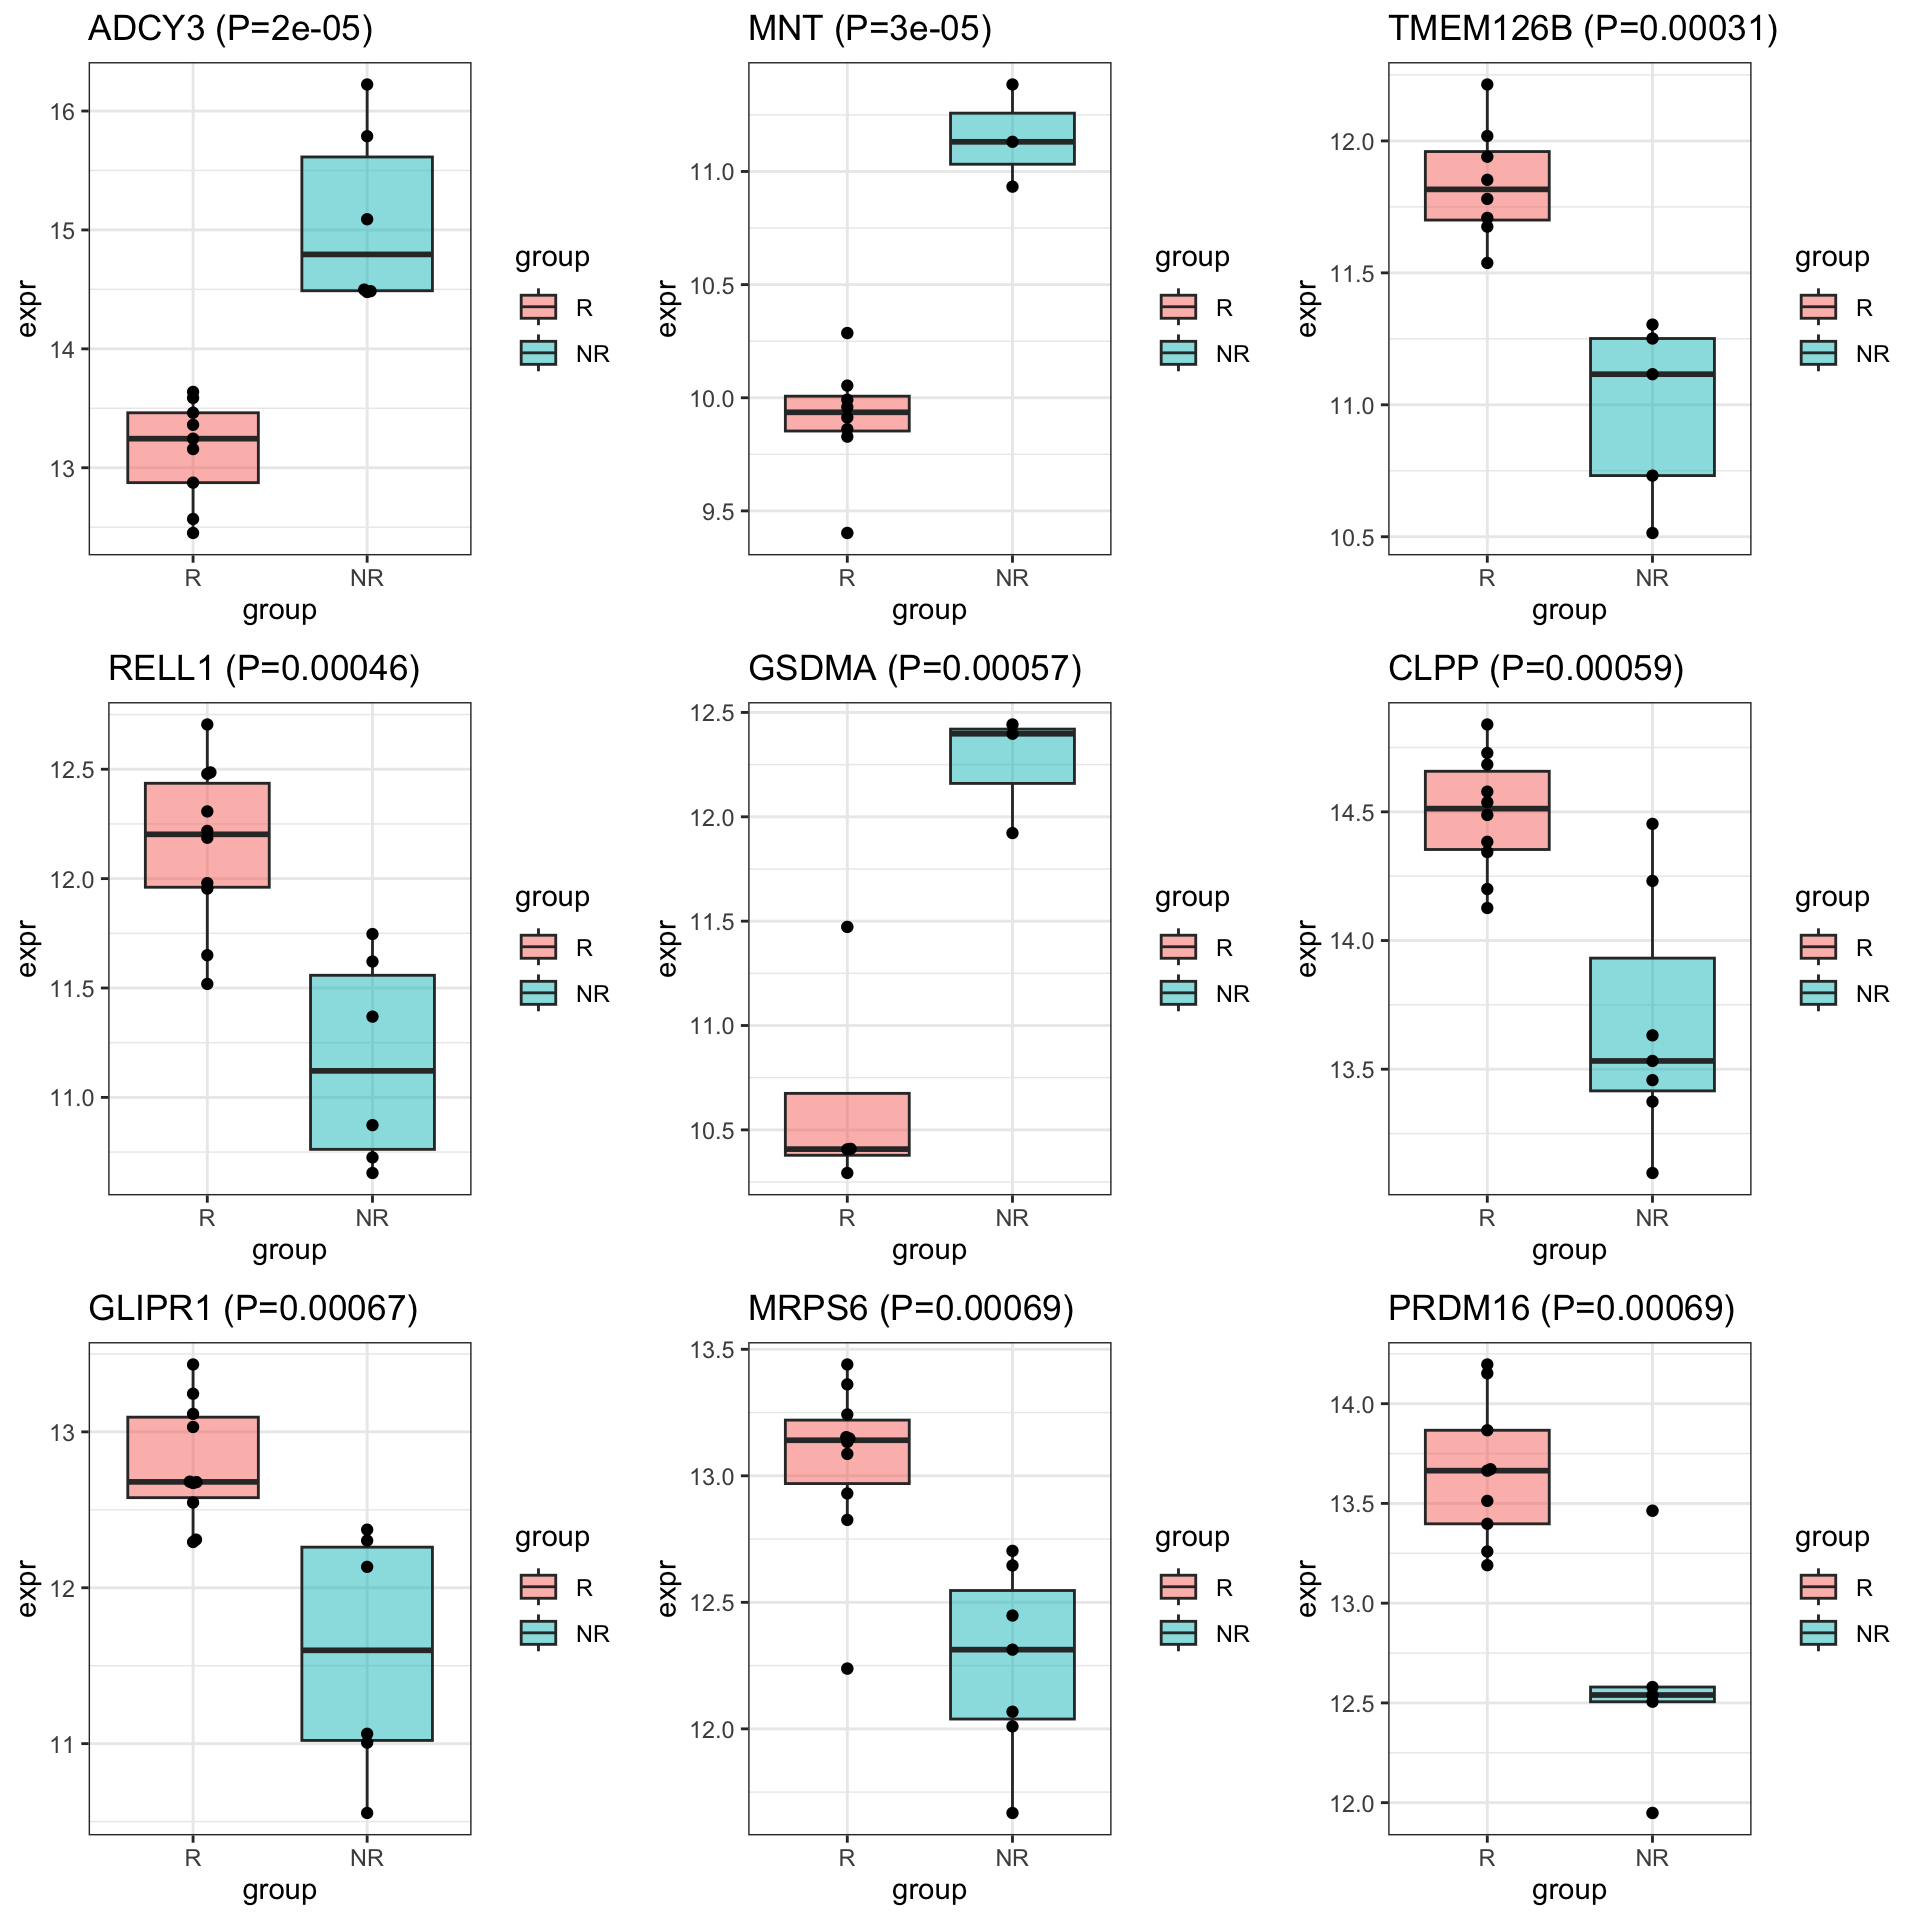 ADCY3 (P=2e-05)
expr
16
15
14
13
R
NR
group
group
R
NR
MNT (P=3e-05)
expr
11.0
10.5
10.0
9.5
R
NR
group
group
R
NR
TMEM126B (P=0.00031)
expr
12.0
11.5
11.0
10.5
R
NR
group
group
R
NR
RELL1 (P=0.00046)
expr
12.5
12.0
11.5
11.0
R
NR
group
group
R
NR
GSDMA (P=0.00057)
expr
12.5
12.0
11.5
11.0
10.5
R
NR
group
group
R
NR
CLPP (P=0.00059)
expr
14.5
14.0
13.5
R
NR
group
group
R
NR
GLIPR1 (P=0.00067)
expr
13
12
11
R
NR
group
group
R
NR
MRPS6 (P=0.00069)
expr
13.5
13.0
12.5
12.0
R
NR
group
group
R
NR
PRDM16 (P=0.00069)
expr
14.0
13.5
13.0
12.5
12.0
R
NR
group
group
R
NR